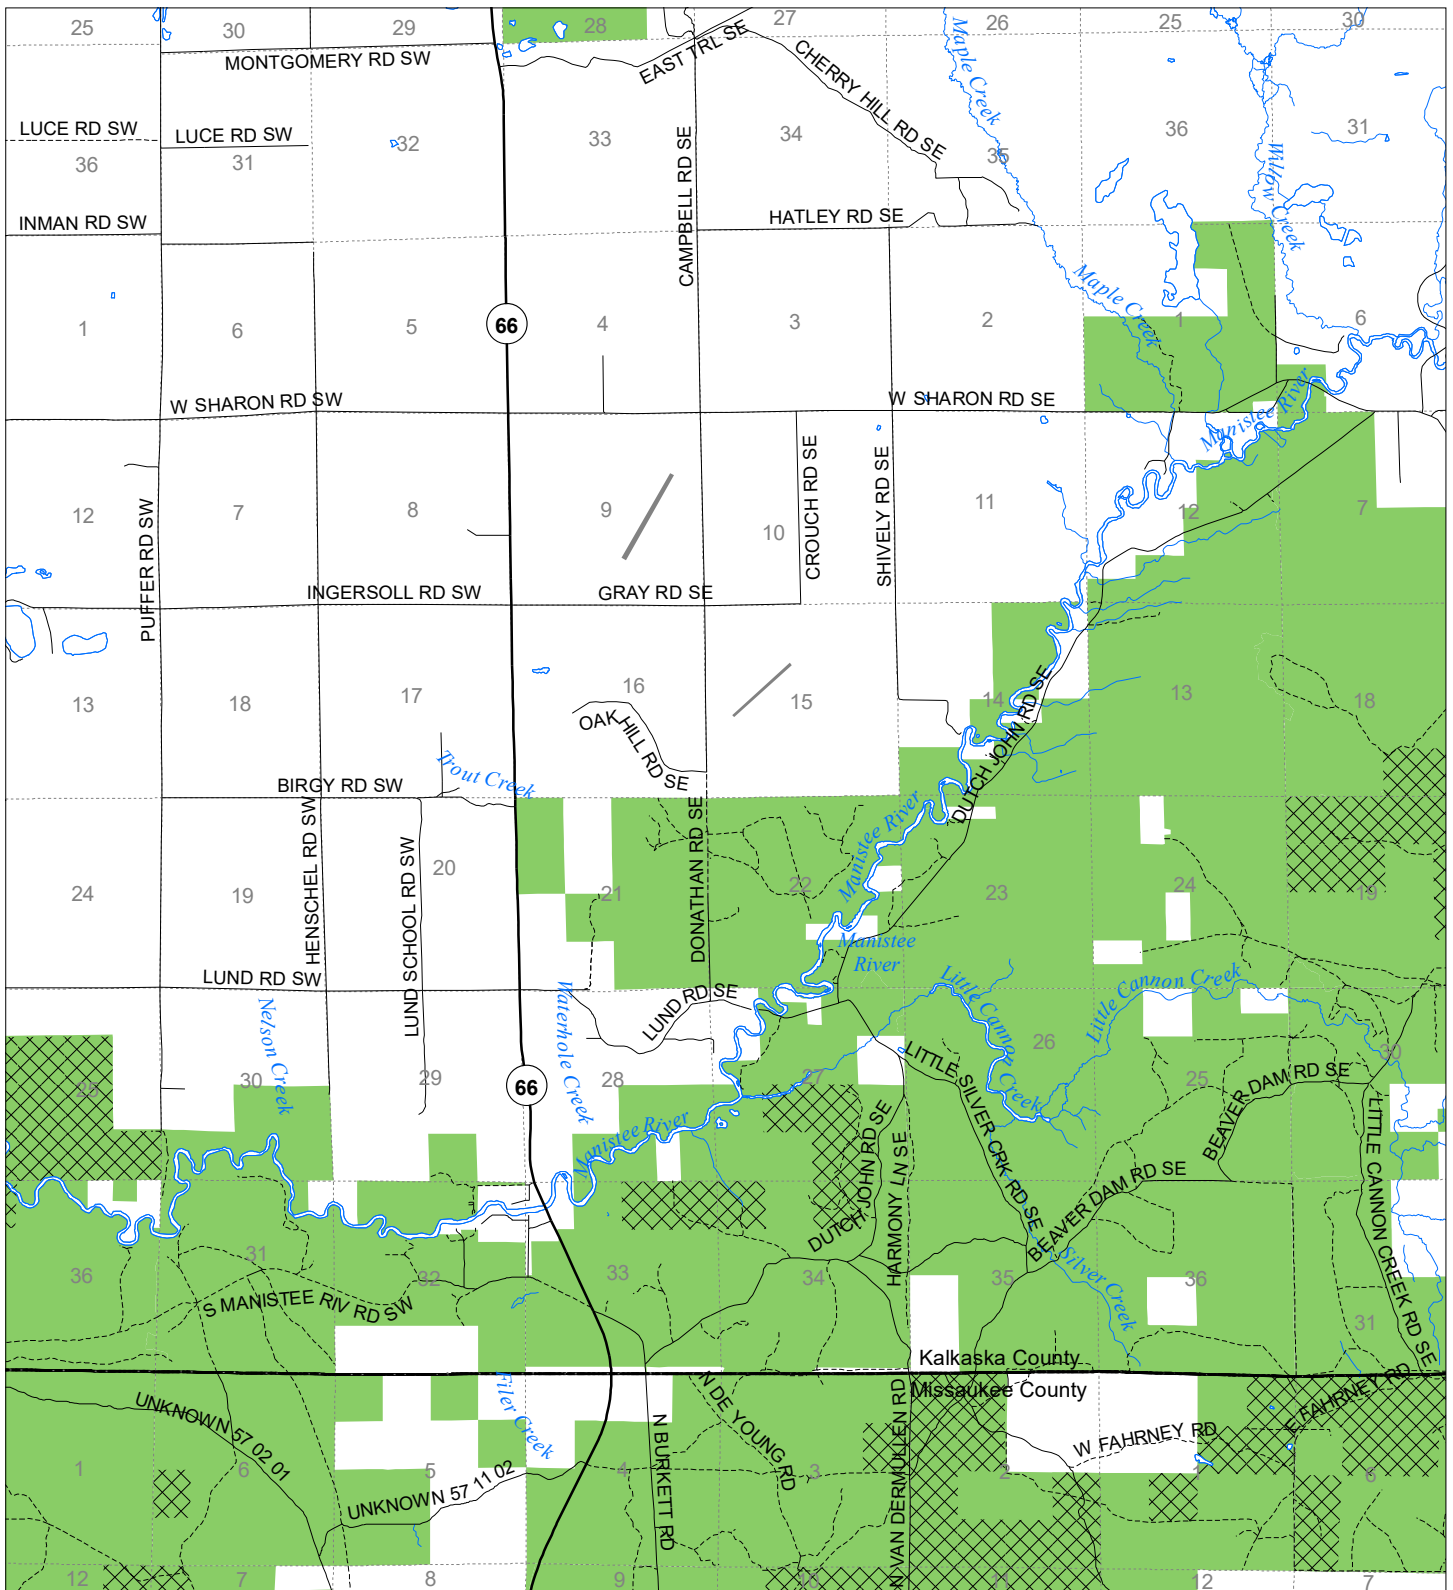 25
30
29
28
27
26
25
30
MONTGOMERY RD SW
EAST TRL SE
CHERRY HILL RD SE
Maple Creek
LUCE RD SW
LUCE RD SW
36
31
32
33
34
35
36
31
Willow Creek
CAMPBELL RD SE
INMAN RD SW
HATLEY RD SE
Maple Creek
1
6
5
66
4
3
2
1
6
W SHARON RD SW
W SHARON RD SE
Manistee River
12
PUFFER RD SW
7
8
9
10
CROUCH RD SE
SHIVELY RD SE
11
12
7
INGERSOLL RD SW
GRAY RD SE
13
18
17
16
15
14
13
18
OAK HILL RD SE
DUTCH JOHN RD SE
Trout Creek
BIRGY RD SW
24
19
HENSCHEL RD SW
LUND SCHOOL RD SW
20
21
DONATHAN RD SE
22
Manistee River
23
24
19
Manistee
River
LUND RD SW
Nelson Creek
Waterhole Creek
LUND RD SE
Little Cannon Creek
Little Cannon Creek
25
30
29
66
28
27
26
25
30
LITTLE SILVER CRK RD SE
BEAVER DAM RD SE
Manistee River
DUTCH JOHN RD SE
HARMONY LN SE
BEAVER DAM RD SE
LITTLE CANNON CREEK RD SE
36
31
32
33
34
35
36
31
S MANISTEE RIV RD SW
Silver Creek
Kalkaska County
Missaukee County
UNKNOWN 57 02 01
Filer Creek
N BURKETT RD
N DE YOUNG RD
N VAN DERMULLEN RD
W FAHRNEY RD
E FAHRNEY RD
1
6
5
4
3
2
1
6
UNKNOWN 57 11 02
12
7
8
9
10
11
12
7